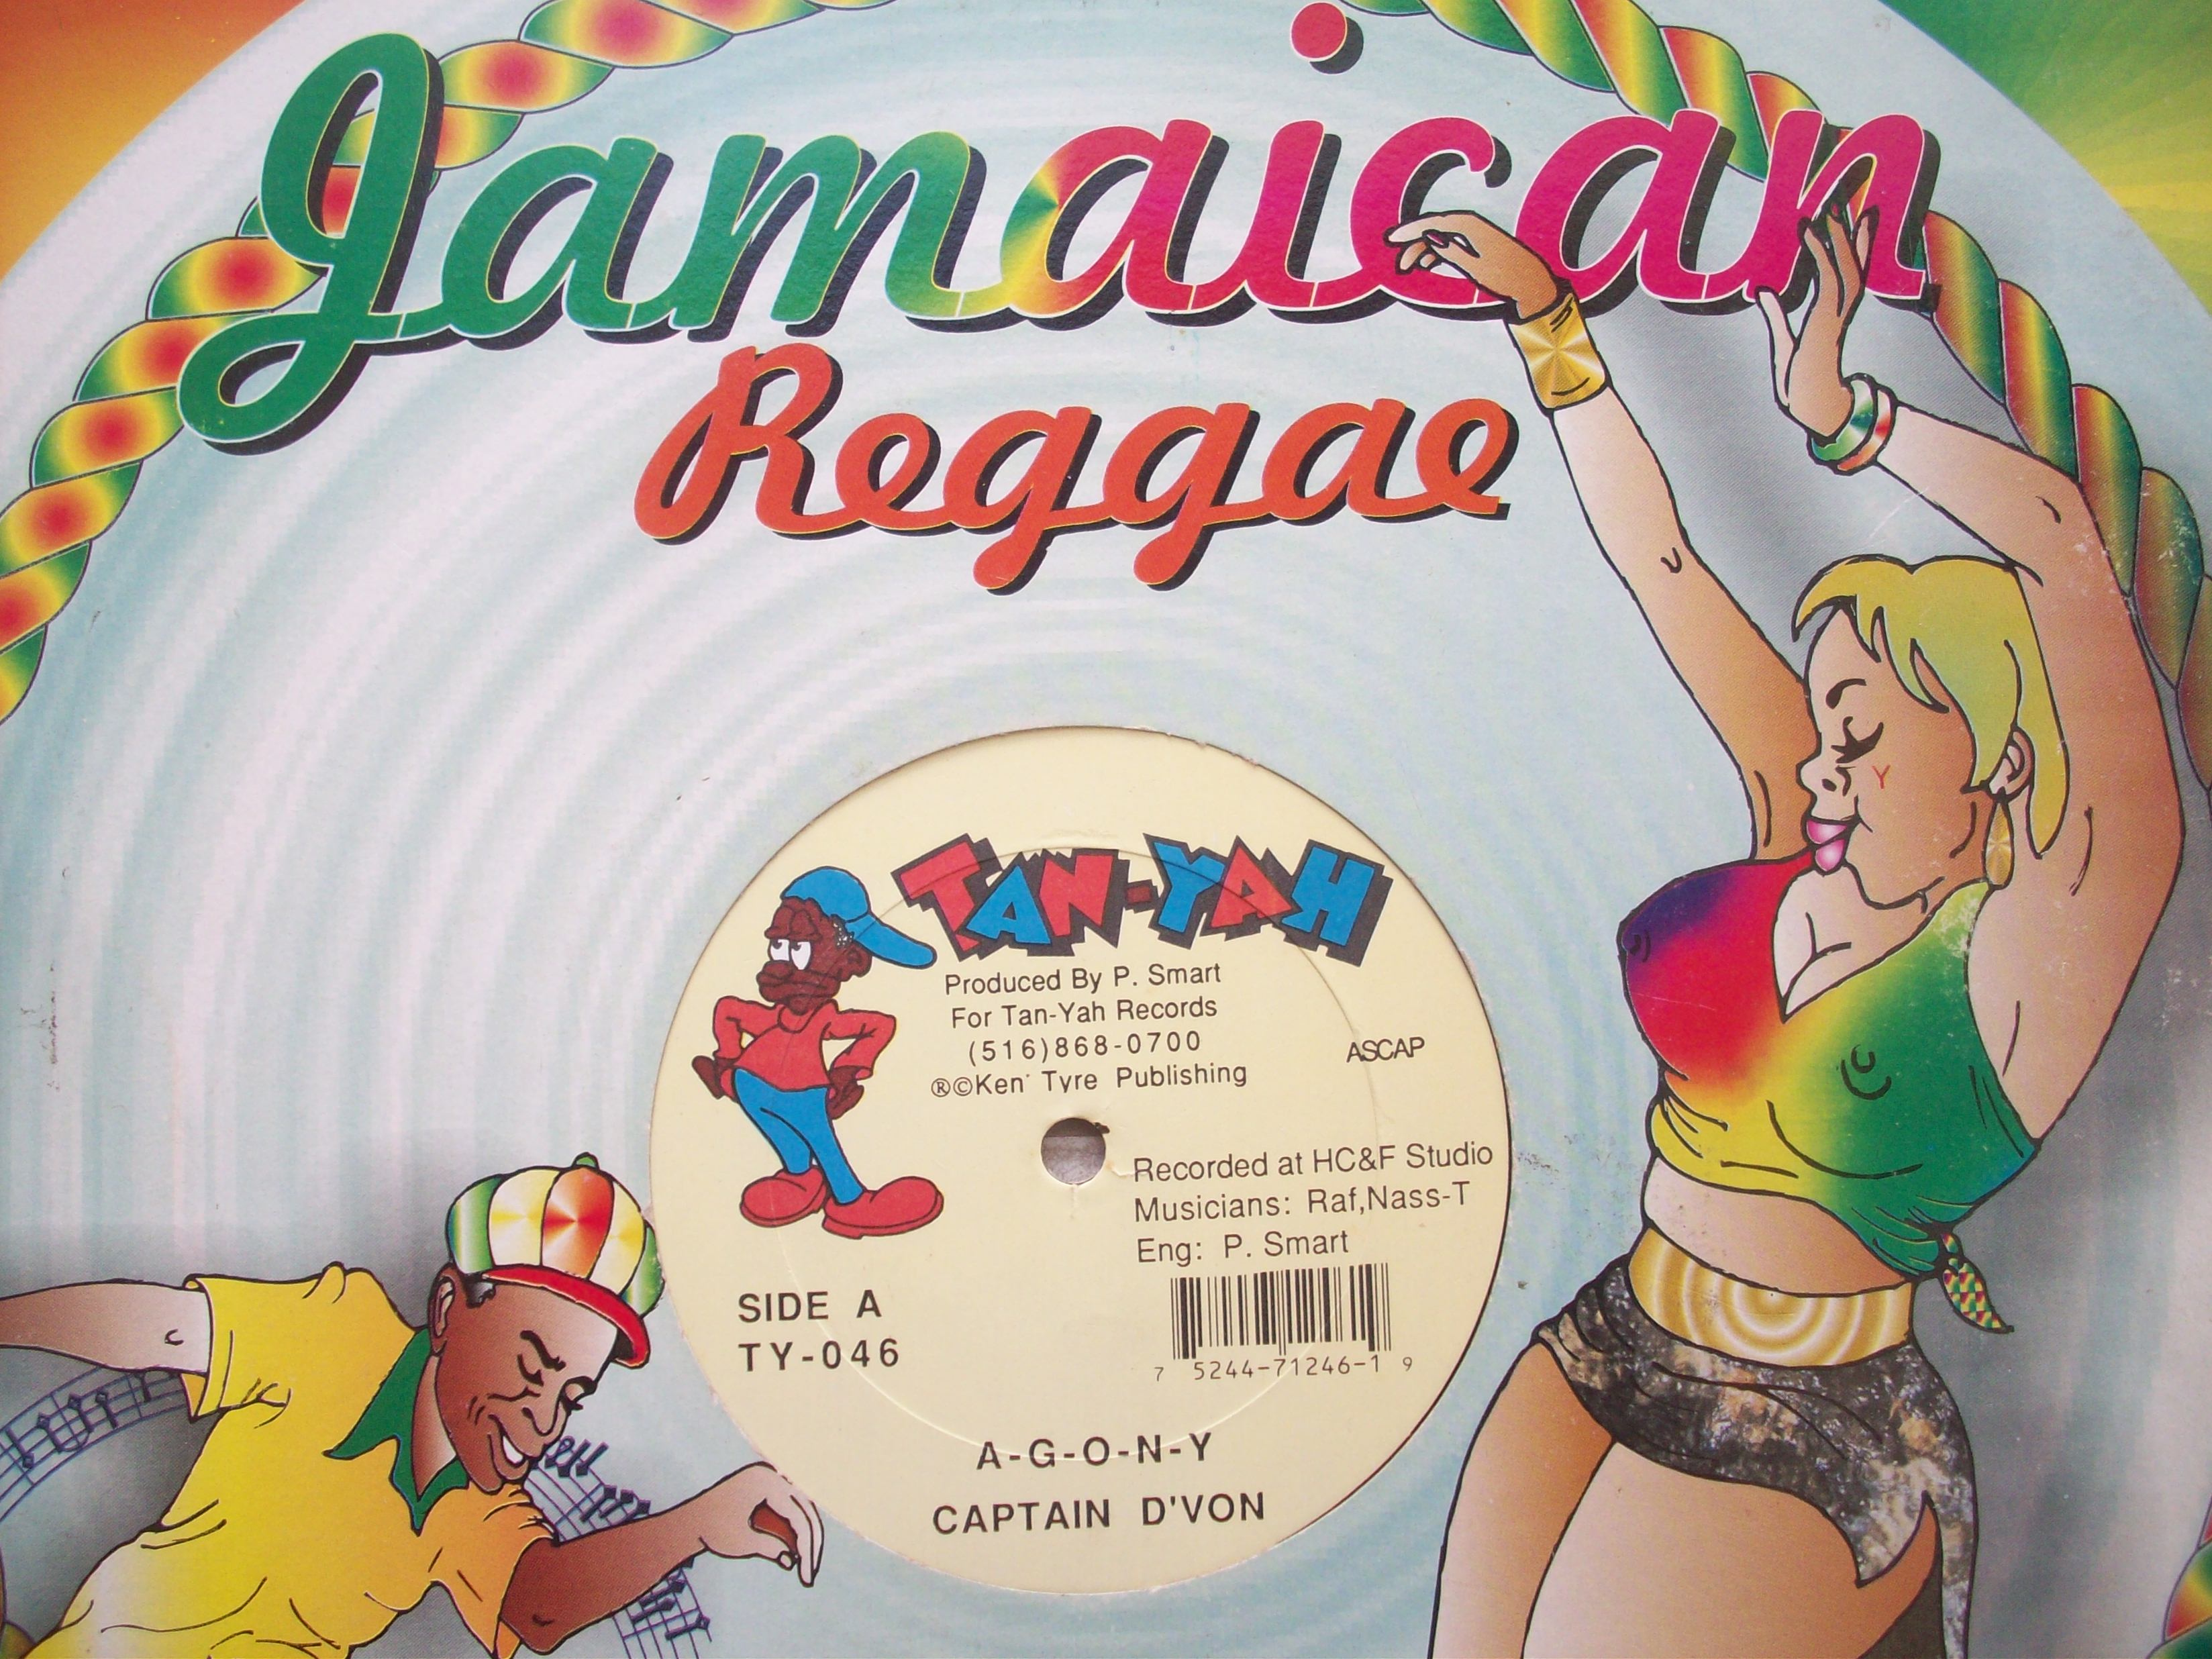 Jamaican
Reggae
TAN-YAH
Produced By P. Smart
For Tan-Yah Records
(516)868-0700
®©Ken' Tyre Publishing
ASCAP
Recorded at HC&F Studio
Musicians: Raf,Nass-T
Eng: P. Smart
SIDE A
TY-046
7 5244-71246-1 9
A-G-O-N-Y
CAPTAIN D'VON
Y